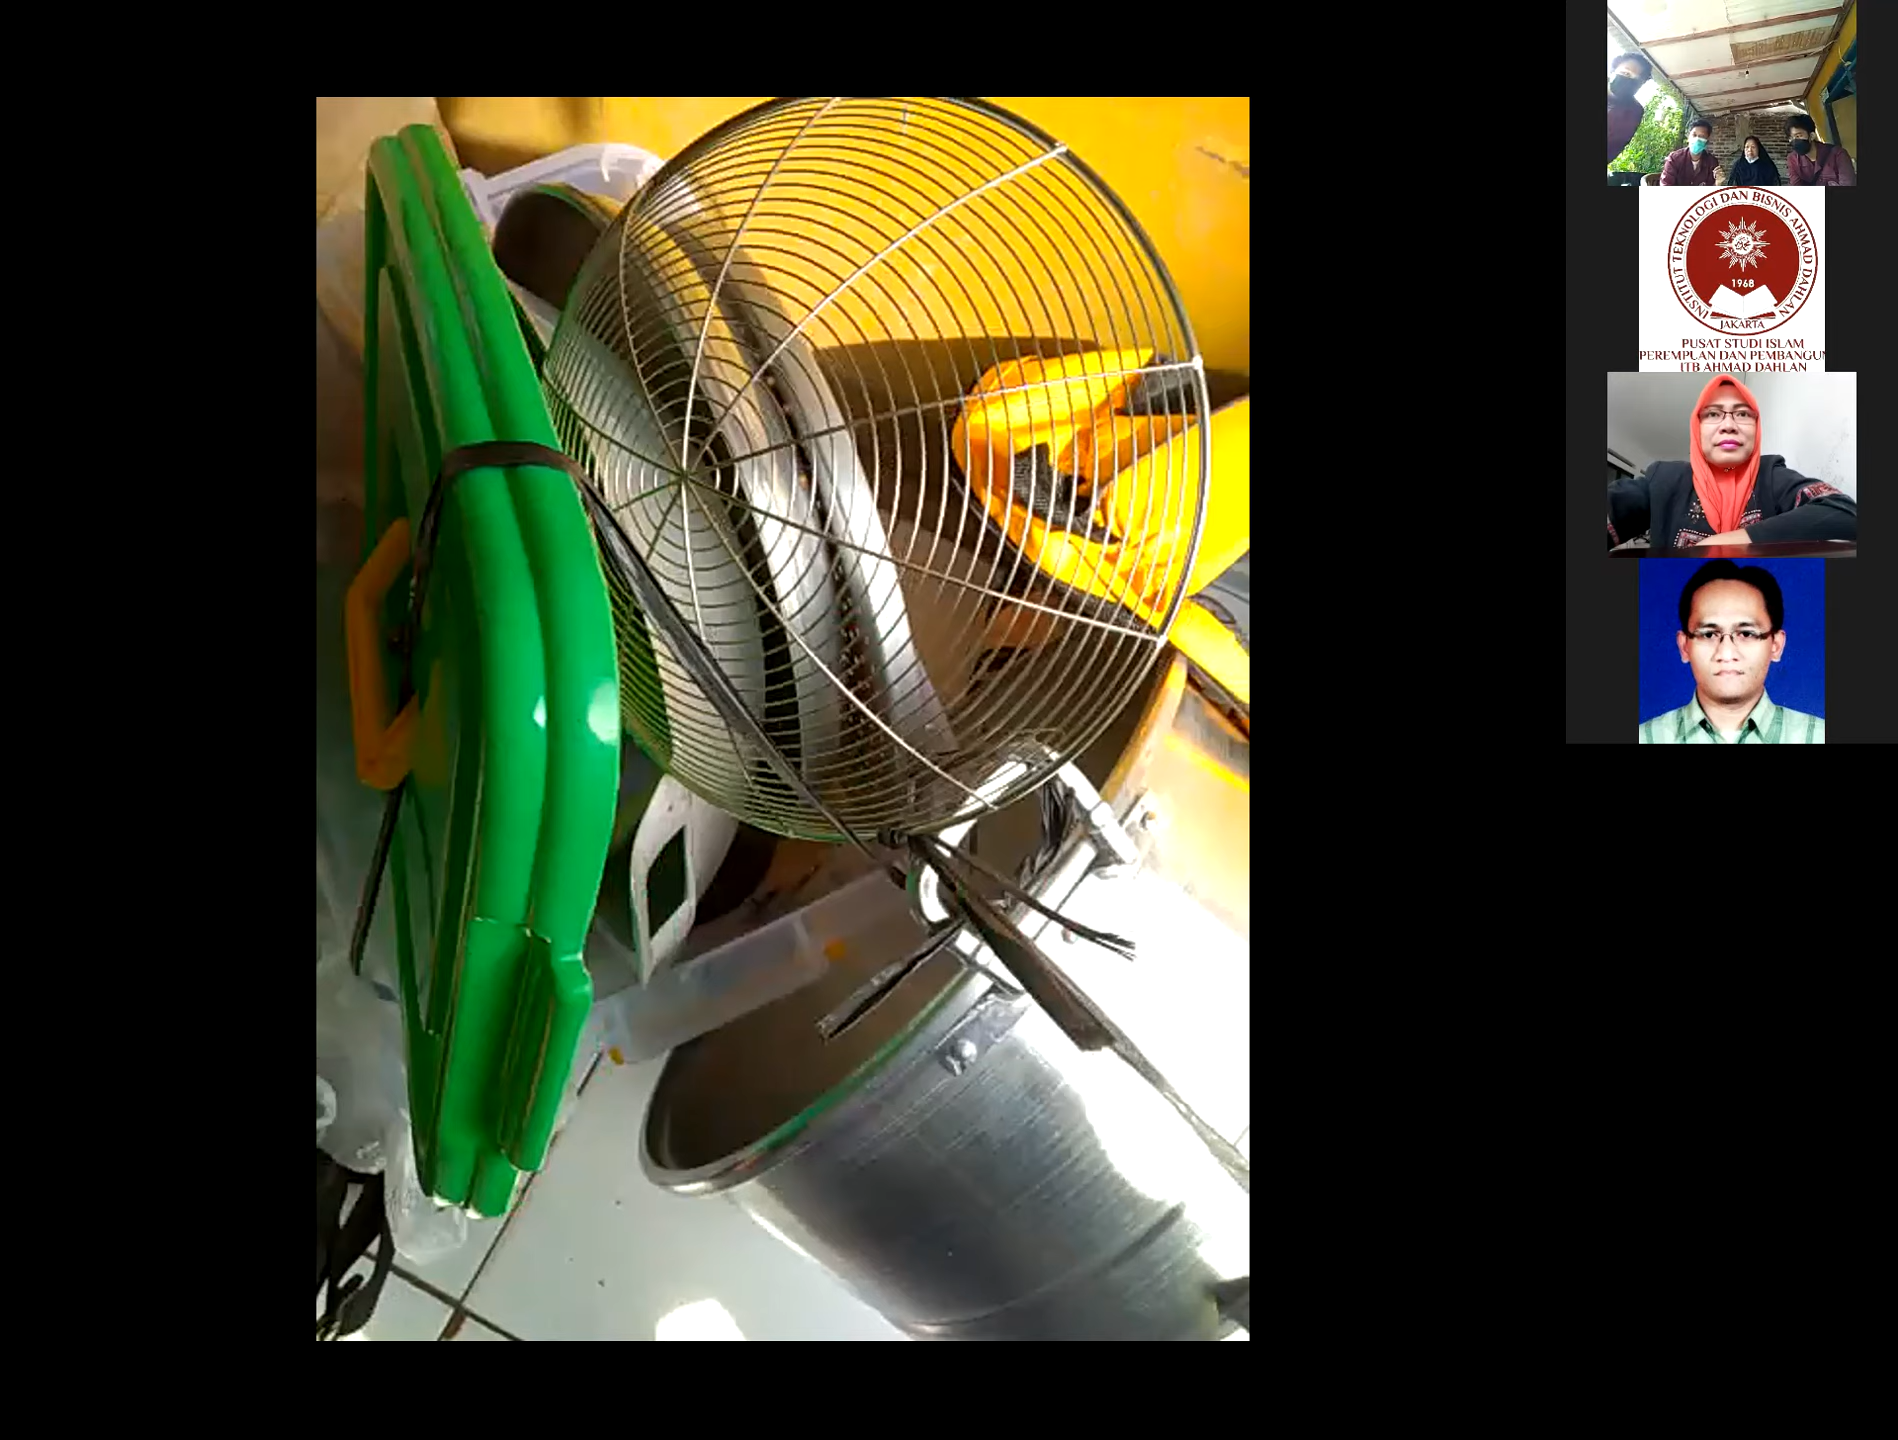 INSTITUT TEKNOLOGI DAN BISNIS AHMAD DAHLAN
1968
JAKARTA
PUSAT STUDI ISLAM
PEREMPUAN DAN PEMBANGUN
ITB AHMAD DAHLAN